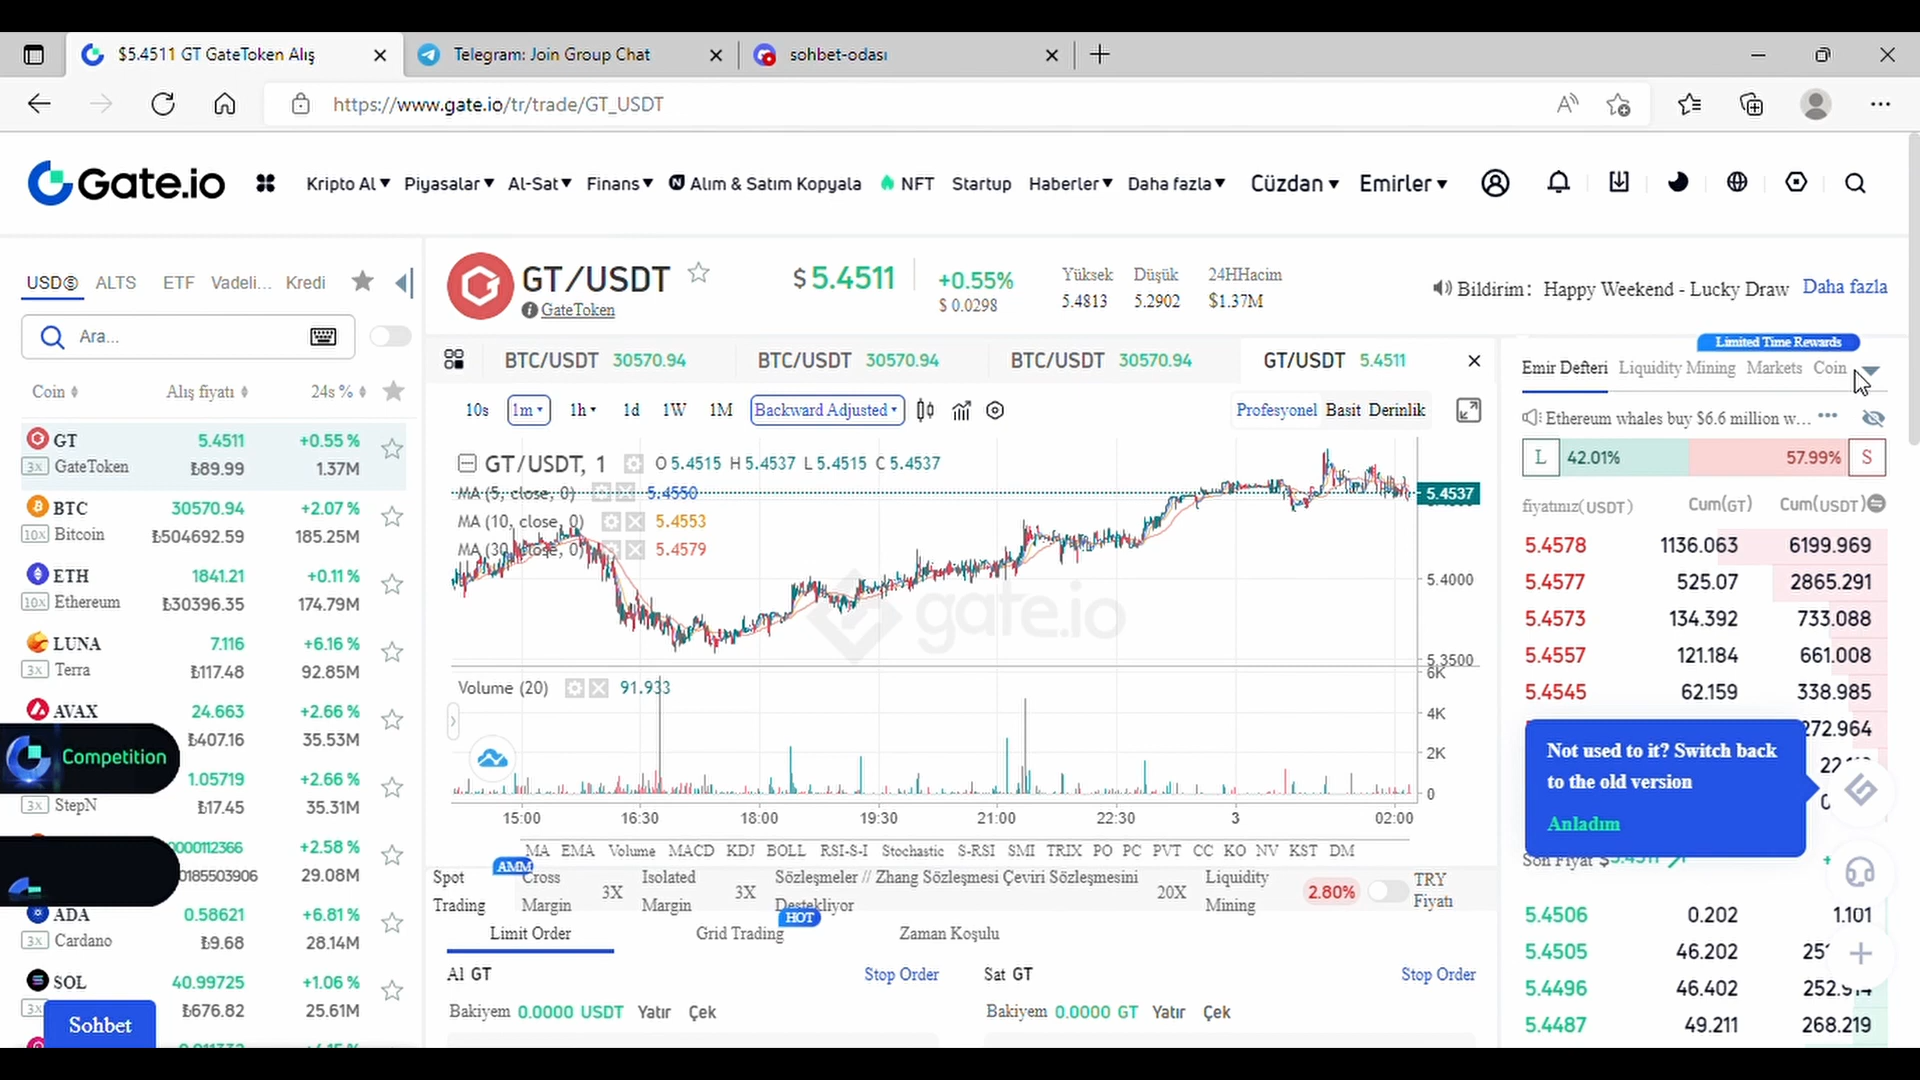 $5.4511 GT GateToken Alış
Telegram: Join Group Chat
sohbet-odası
https://www.gate.io/tr/trade/GT_USDT
Gate.io
Kripto Al
Piyasalar
Al-Sat
Finans
Alım & Satım Kopyala
NFT
Startup
Haberler
Daha fazla
Cüzdan
Emirler
USDⓈ
ALTS
ETF
Vadeli...
Kredi
Ara...
Coin
Alış fiyatı
24s %
GT 5.4511 +0.55 %
3X GateToken ₺89.99 1.37M
BTC 30570.94 +2.07 %
10X Bitcoin ₺504692.59 185.25M
ETH 1841.21 +0.11 %
10X Ethereum ₺30396.35 174.79M
LUNA 7.116 +6.16 %
3X Terra ₺117.48 92.85M
AVAX 24.663 +2.66 %
₺407.16 35.53M
Competition
1.05719 +2.66 %
3X StepN ₺17.45 35.31M
0000112366 +2.58 %
0185503906 29.08M
ADA 0.58621 +6.81 %
3X Cardano ₺9.68 28.14M
SOL 40.99725 +1.06 %
3X ₺676.82 25.61M
Sohbet
GT/USDT
GateToken
$ 5.4511
+0.55%
$ 0.0298
Yüksek
5.4813
Düşük
5.2902
24HHacim
$1.37M
Bildirim: Happy Weekend - Lucky Draw
Daha fazla
BTC/USDT 30570.94
BTC/USDT 30570.94
BTC/USDT 30570.94
GT/USDT 5.4511
10s 1m 1h 1d 1W 1M Backward Adjusted
Profesyonel Basit Derinlik
GT/USDT, 1 O 5.4515 H 5.4537 L 5.4515 C 5.4537
MA (5, close, 0) 5.4550
MA (10, close, 0) 5.4553
MA (30, close, 0) 5.4579
gate.io
5.4537
5.4000
5.3500
Volume (20) 91.933
6K
4K
2K
0
15:00 16:30 18:00 19:30 21:00 22:30 3 02:00
MA EMA Volume MACD KDJ BOLL RSI-S-I Stochastic S-RSI SMI TRIX PO PC PVT CC KO NV KST DM
AMM
Spot Trading
Cross Margin
3X
Isolated Margin
3X
Sözleşmeler // Zhang Sözleşmesi Çeviri Sözleşmesini Destekliyor
20X
Liquidity Mining
2.80%
TRY Fiyatı
HOT
Limit Order
Grid Trading
Zaman Koşulu
Al GT
Stop Order
Sat GT
Stop Order
Bakiyem 0.0000 USDT Yatır Çek
Bakiyem 0.0000 GT Yatır Çek
Limited Time Rewards
Emir Defteri Liquidity Mining Markets Coin
Ethereum whales buy $6.6 million w...
L 42.01% 57.99% S
fiyatınız(USDT) Cum(GT) Cum(USDT)
5.4578 1136.063 6199.969
5.4577 525.07 2865.291
5.4573 134.392 733.088
5.4557 121.184 661.008
5.4545 62.159 338.985
272.964
Not used to it? Switch back to the old version
Anladım
Son Fiyat $5.4511
5.4506 0.202 1.101
5.4505 46.202
5.4496 46.402 252.914
5.4487 49.211 268.219